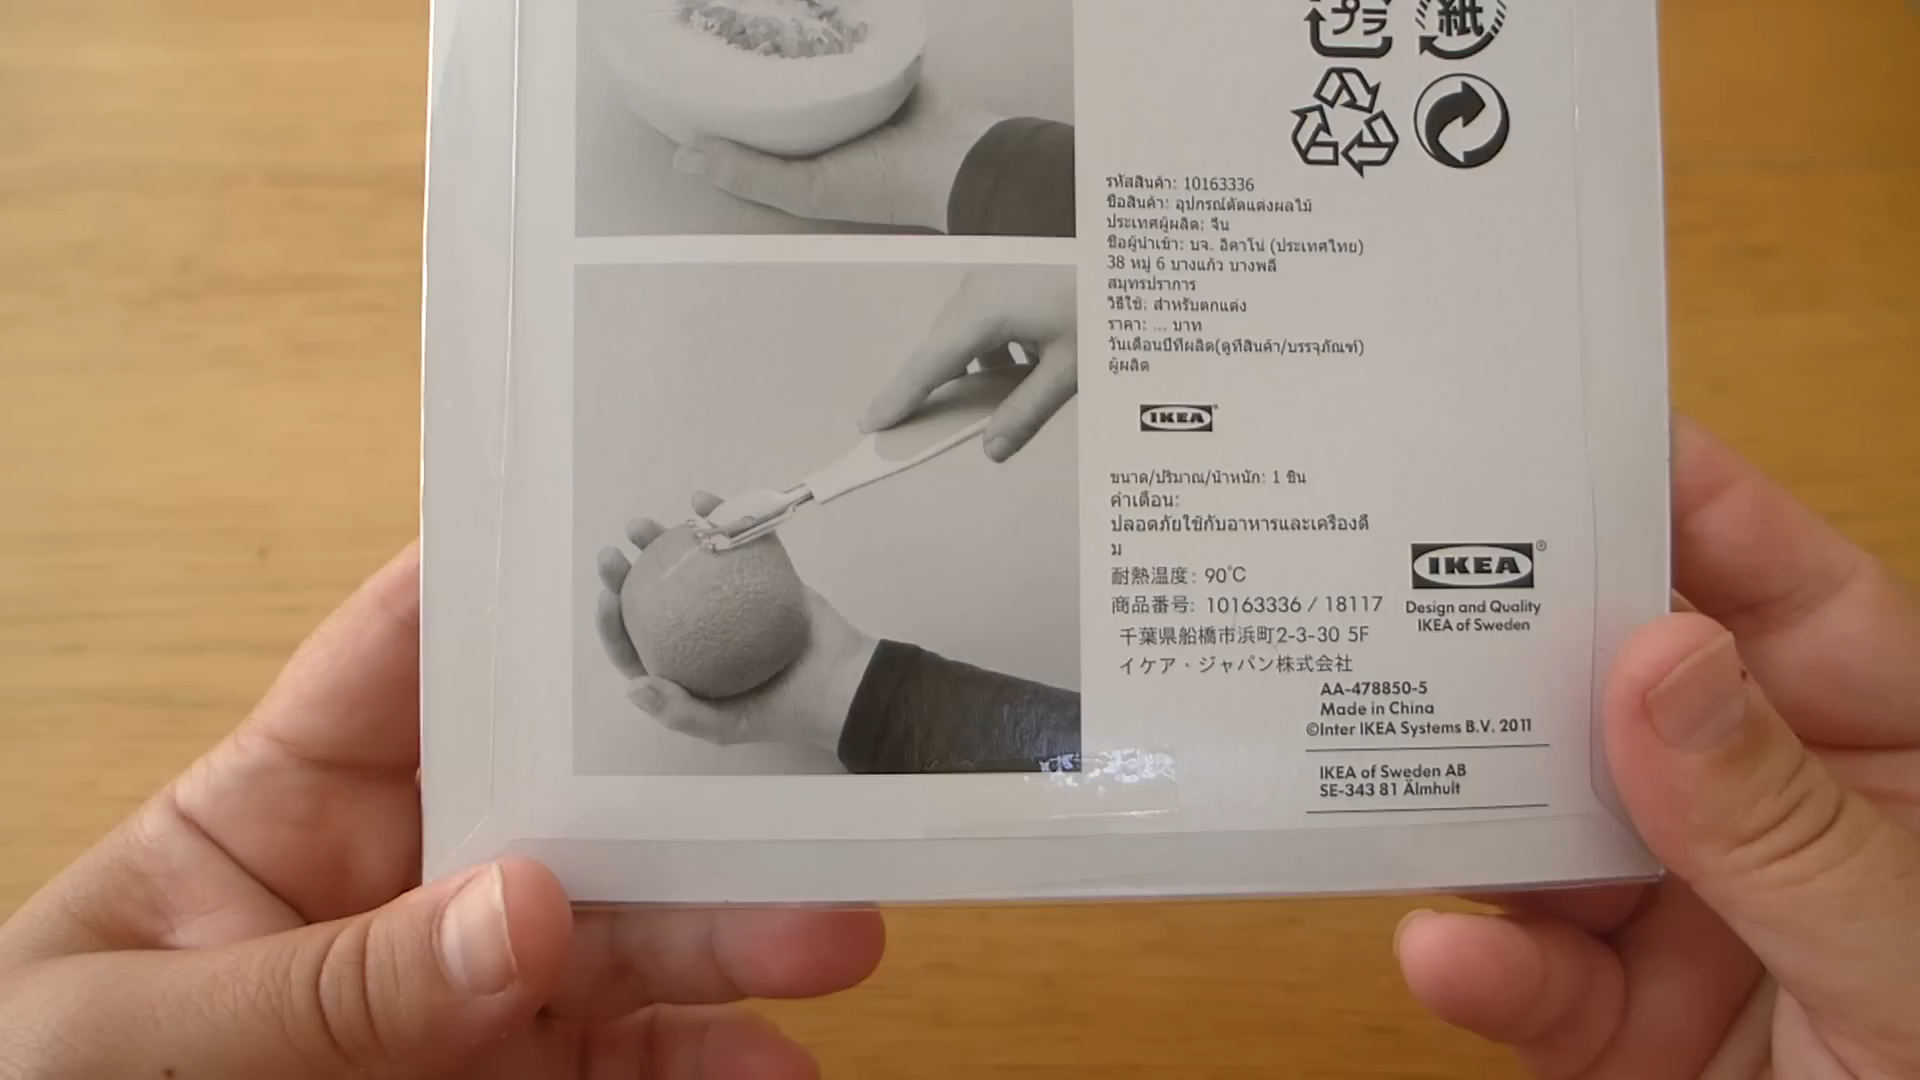 プラ
紙
รหัสสินค้า: 10163336
ชื่อสินค้า: อุปกรณ์ตัดแต่งผลไม้
ประเทศผู้ผลิต: จีน
ชื่อผู้นำเข้า: บจ. อิคาโน่ (ประเทศไทย)
38 หมู่ 6 บางแก้ว บางพลี
สมุทรปราการ
วิธีใช้: สำหรับตกแต่ง
ราคา: ... บาท
วันเดือนปีที่ผลิต(ดูที่สินค้า/บรรจุภัณฑ์)
ผู้ผลิต
IKEA
ขนาด/ปริมาณ/น้ำหนัก: 1 ชิ้น
คำเตือน:
ปลอดภัยใช้กับอาหารและเครื่องดื
ม
耐熱温度: 90℃
商品番号: 10163336 / 18117
千葉県船橋市浜町2-3-30 5F
イケア・ジャパン株式会社
IKEA®
Design and Quality
IKEA of Sweden
AA-478850-5
Made in China
©Inter IKEA Systems B.V. 2011
IKEA of Sweden AB
SE-343 81 Älmhult